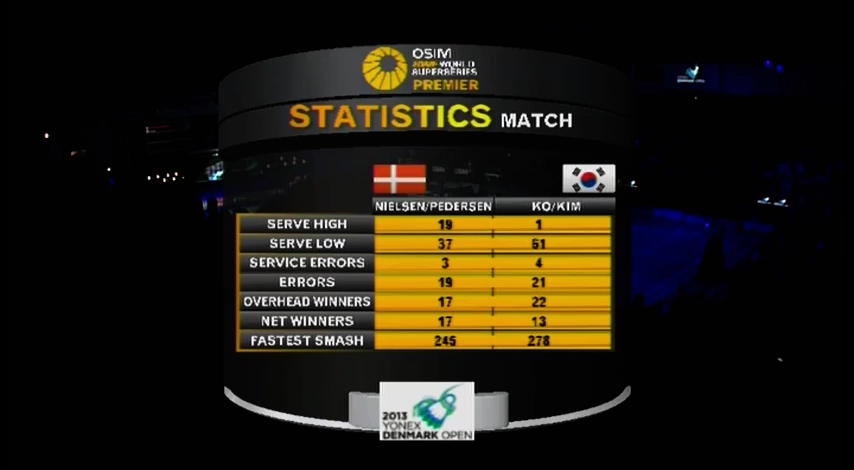 OSIM
BWF WORLD
SUPERSERIES
PREMIER
STATISTICS MATCH
NIELSEN/PEDERSEN KO/KIM
SERVE HIGH 19 1
SERVE LOW 37 61
SERVICE ERRORS 3 4
ERRORS 19 21
OVERHEAD WINNERS 17 22
NET WINNERS 17 13
FASTEST SMASH 245 278
2013
YONEX
DENMARK OPEN